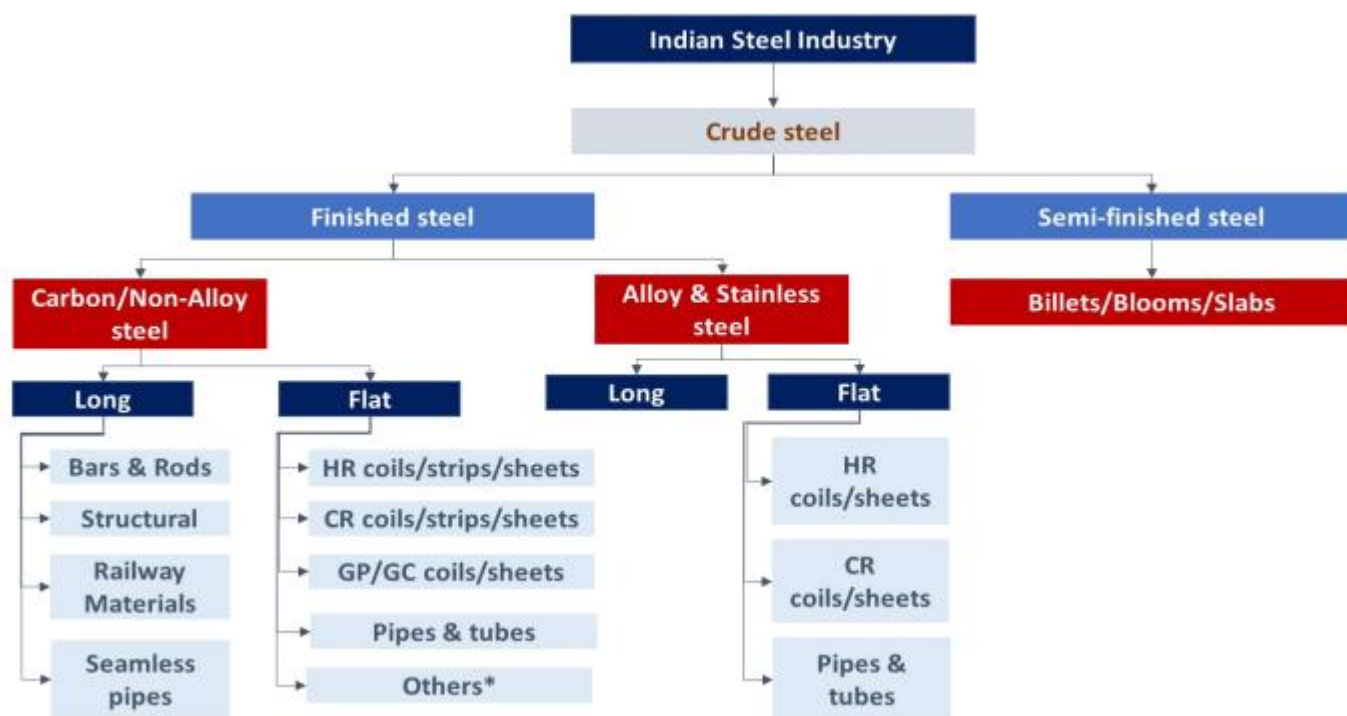 Indian Steel Industry
Crude steel
Finished steel
Semi-finished steel
Carbon/Non-Alloy
steel
Alloy & Stainless
steel
Billets/Blooms/Slabs
Long
Flat
Long
Flat
Bars & Rods
Structural
Railway
Materials
Seamless
pipes
HR coils/strips/sheets
CR coils/strips/sheets
GP/GC coils/sheets
Pipes & tubes
Others*
HR
coils/sheets
CR
coils/sheets
Pipes &
tubes